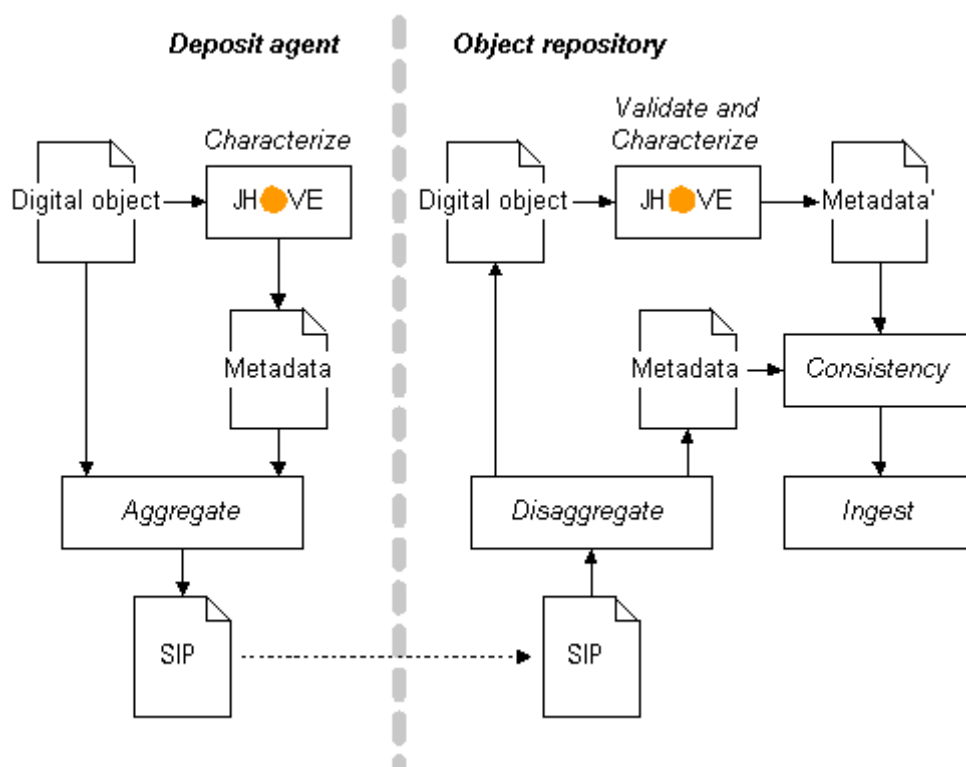 Deposit agent
Object repository
Characterize
Validate and
Characterize
Digital object
JHOVE
Digital object
JHOVE
Metadata'
Metadata
Metadata
Consistency
Aggregate
Disaggregate
Ingest
SIP
SIP